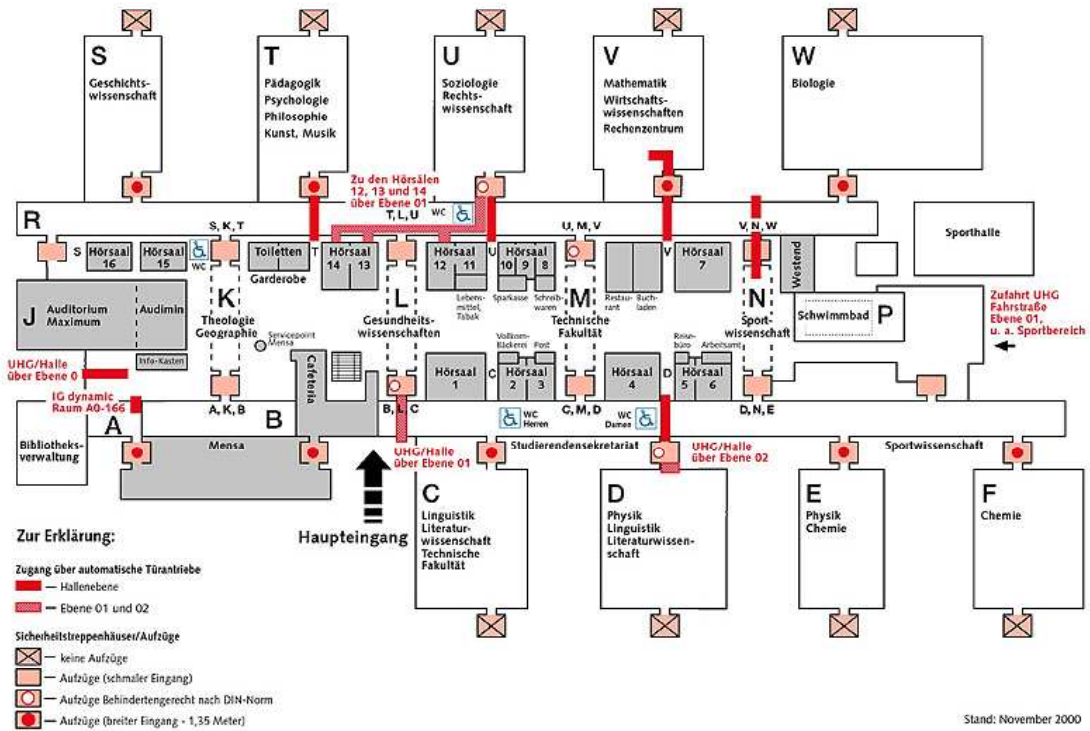 S
Geschichts-
wissenschaft
T
Pädagogik
Psychologie
Philosophie
Kunst, Musik
U
Soziologie
Rechts-
wissenschaft
V
Mathematik
Wirtschafts-
wissenschaften
Rechenzentrum
W
Biologie
Zu den Hörsälen
12, 13 und 14
über Ebene 01
T, L, U
WC
R
S, K, T
U, M, V
V, N, W
S
Hörsaal
16
Hörsaal
15
WC
Toiletten
Garderobe
T
Hörsaal
14
13
Hörsaal
12
11
U
Hörsaal
10
9
8
V
Hörsaal
7
Westend
Sporthalle
Lebens-
mittel,
Tabak
Sparkasse
Schreib-
waren
Restau-
rant
Buch-
laden
J
Auditorium
Maximum
Audimin
Info-Kasten
K
Theologie
Geographie
Servicepoint
Mensa
L
Gesundheits-
wissenschaften
M
Technische
Fakultät
N
Sport-
wissenschaft
Schwimmbad
P
Zufahrt UHG
Fahrstraße
Ebene 01,
u. a. Sportbereich
Vollkorn-
Bäckerei
Post
Reise-
büro
Arbeitsamt
UHG/Halle
über Ebene 0
IG dynamic
Raum A0-166
Cafeteria
Hörsaal
1
C
Hörsaal
2
3
Hörsaal
4
D
Hörsaal
5
6
A, K, B
B, L, C
C, M, D
D, N, E
A
B
Bibliotheks-
verwaltung
Mensa
WC
Herren
WC
Damen
Studierendensekretariat
Sportwissenschaft
UHG/Halle
über Ebene 01
UHG/Halle
über Ebene 02
Haupteingang
C
Linguistik
Literatur-
wissenschaft
Technische
Fakultät
D
Physik
Linguistik
Literaturwissen-
schaft
E
Physik
Chemie
F
Chemie
Zur Erklärung:
Zugang über automatische Türantriebe
— Hallenebene
— Ebene 01 und 02
Sicherheitstreppenhäuser/Aufzüge
— keine Aufzüge
— Aufzüge (schmaler Eingang)
— Aufzüge Behindertengerecht nach DIN-Norm
— Aufzüge (breiter Eingang - 1,35 Meter)
Stand: November 2000